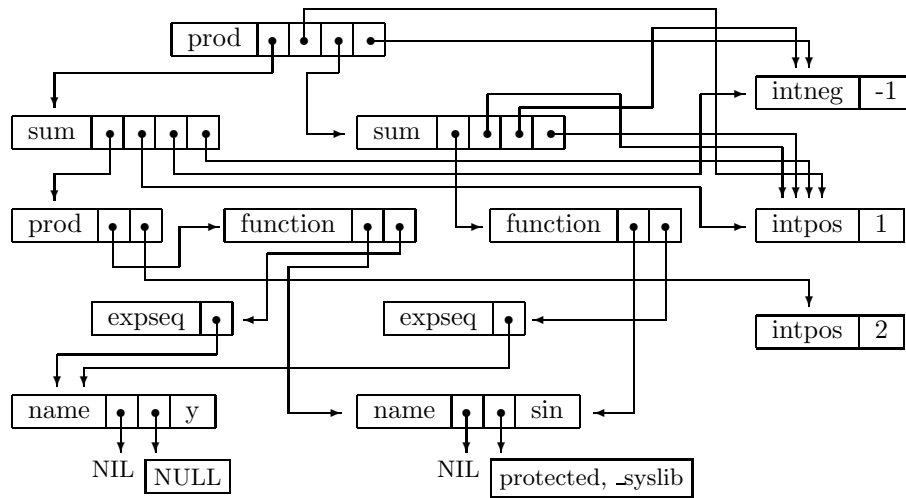 prod
intneg -1
sum
sum
prod
function
function
intpos 1
expseq
expseq
intpos 2
name y
name sin
NIL
NULL
NIL
protected, _syslib